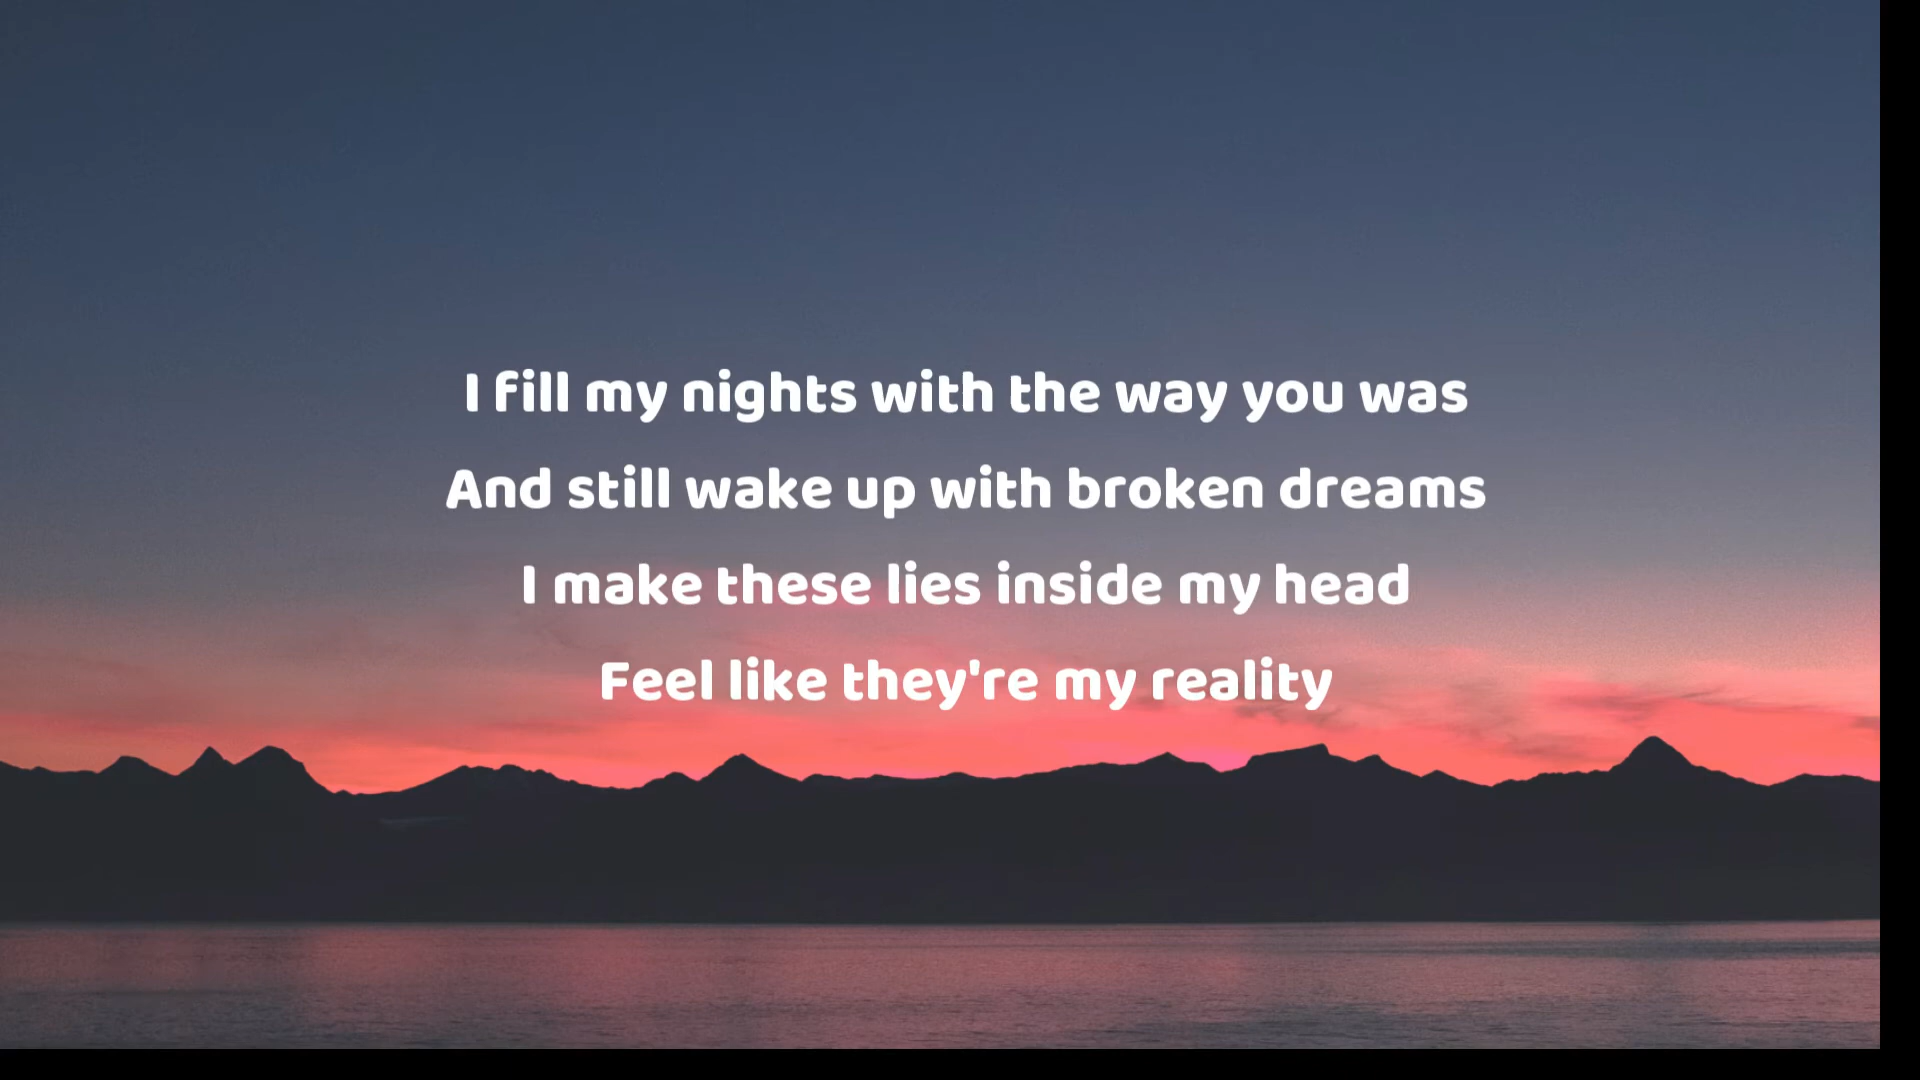 I fill my nights with the way you was
And still wake up with broken dreams
I make these lies inside my head
Feel like they're my reality